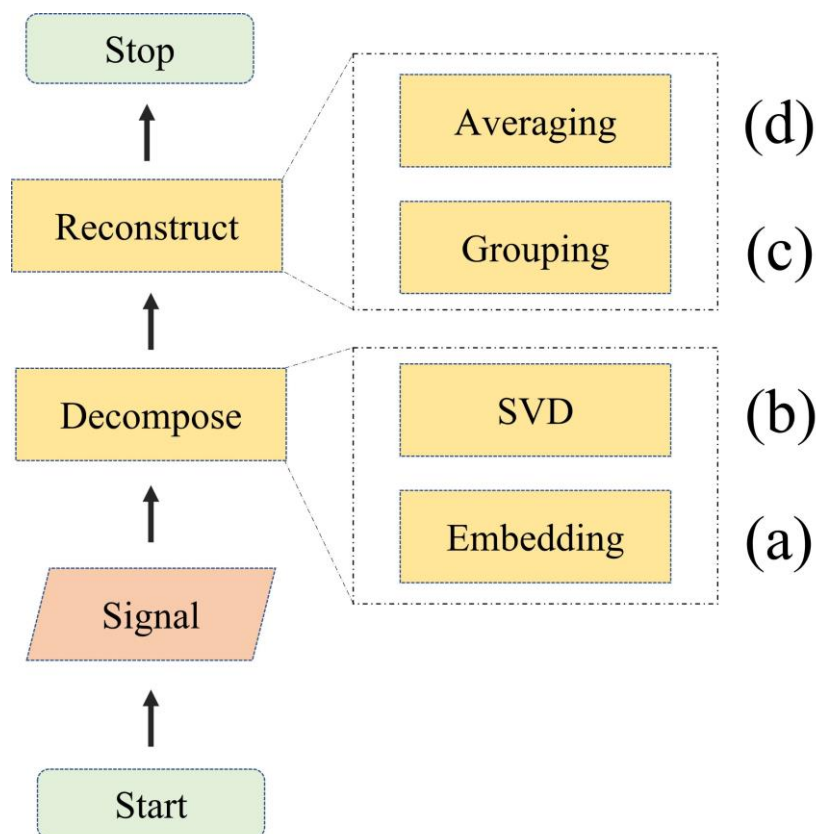 Stop
Averaging
(d)
Reconstruct
Grouping
(c)
Decompose
SVD
(b)
Embedding
(a)
Signal
Start